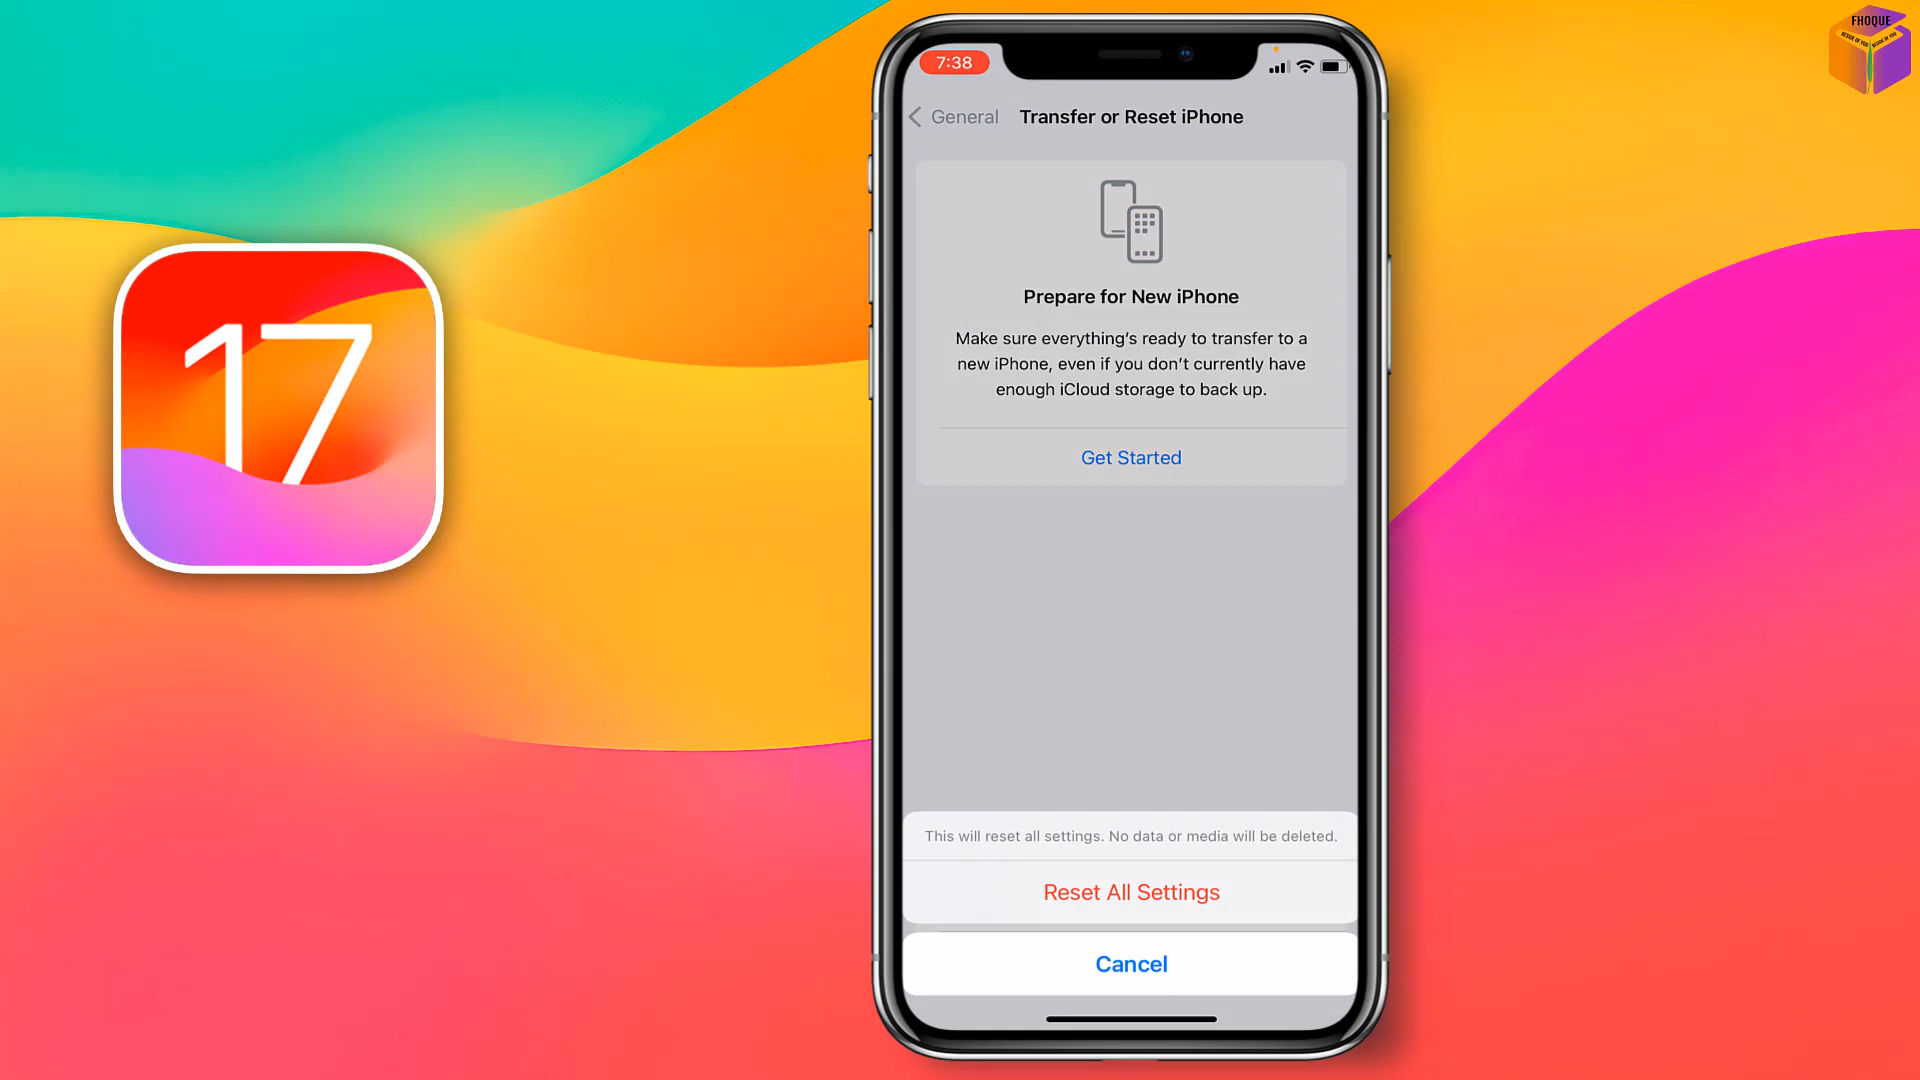 FHOQUE
17
7:38
General
Transfer or Reset iPhone
Prepare for New iPhone
Make sure everything’s ready to transfer to a
new iPhone, even if you don’t currently have
enough iCloud storage to back up.
Get Started
This will reset all settings. No data or media will be deleted.
Reset All Settings
Cancel